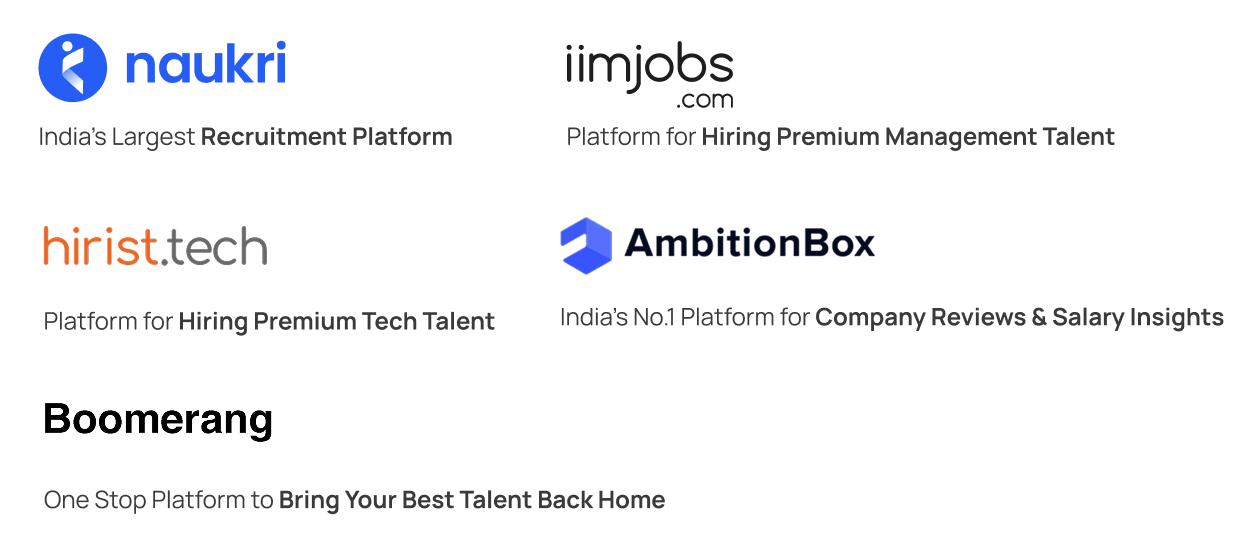 naukri
India's Largest Recruitment Platform
iimjobs
.com
Platform for Hiring Premium Management Talent
hirist.tech
Platform for Hiring Premium Tech Talent
AmbitionBox
India's No.1 Platform for Company Reviews & Salary Insights
Boomerang
One Stop Platform to Bring Your Best Talent Back Home